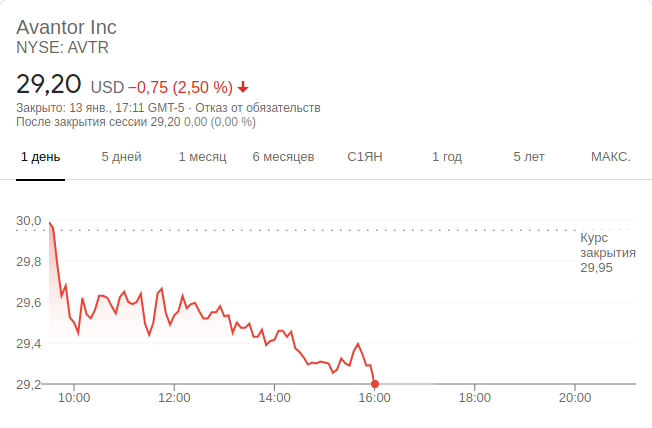 Avantor Inc
NYSE: AVTR
29,20 USD −0,75 (2,50 %)
Закрыто: 13 янв., 17:11 GMT-5 · Отказ от обязательств
После закрытия сессии 29,20 0,00 (0,00 %)
1 день 5 дней 1 месяц 6 месяцев С1ЯН 1 год 5 лет МАКС.
30,0
Курс
закрытия
29,95
29,8
29,6
29,4
29,2
10:00 12:00 14:00 16:00 18:00 20:00